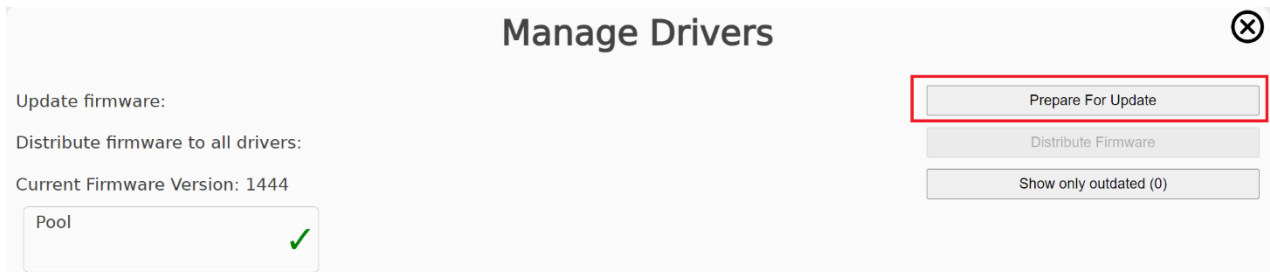 Manage Drivers
Update firmware:
Prepare For Update
Distribute firmware to all drivers:
Distribute Firmware
Current Firmware Version: 1444
Show only outdated (0)
Pool